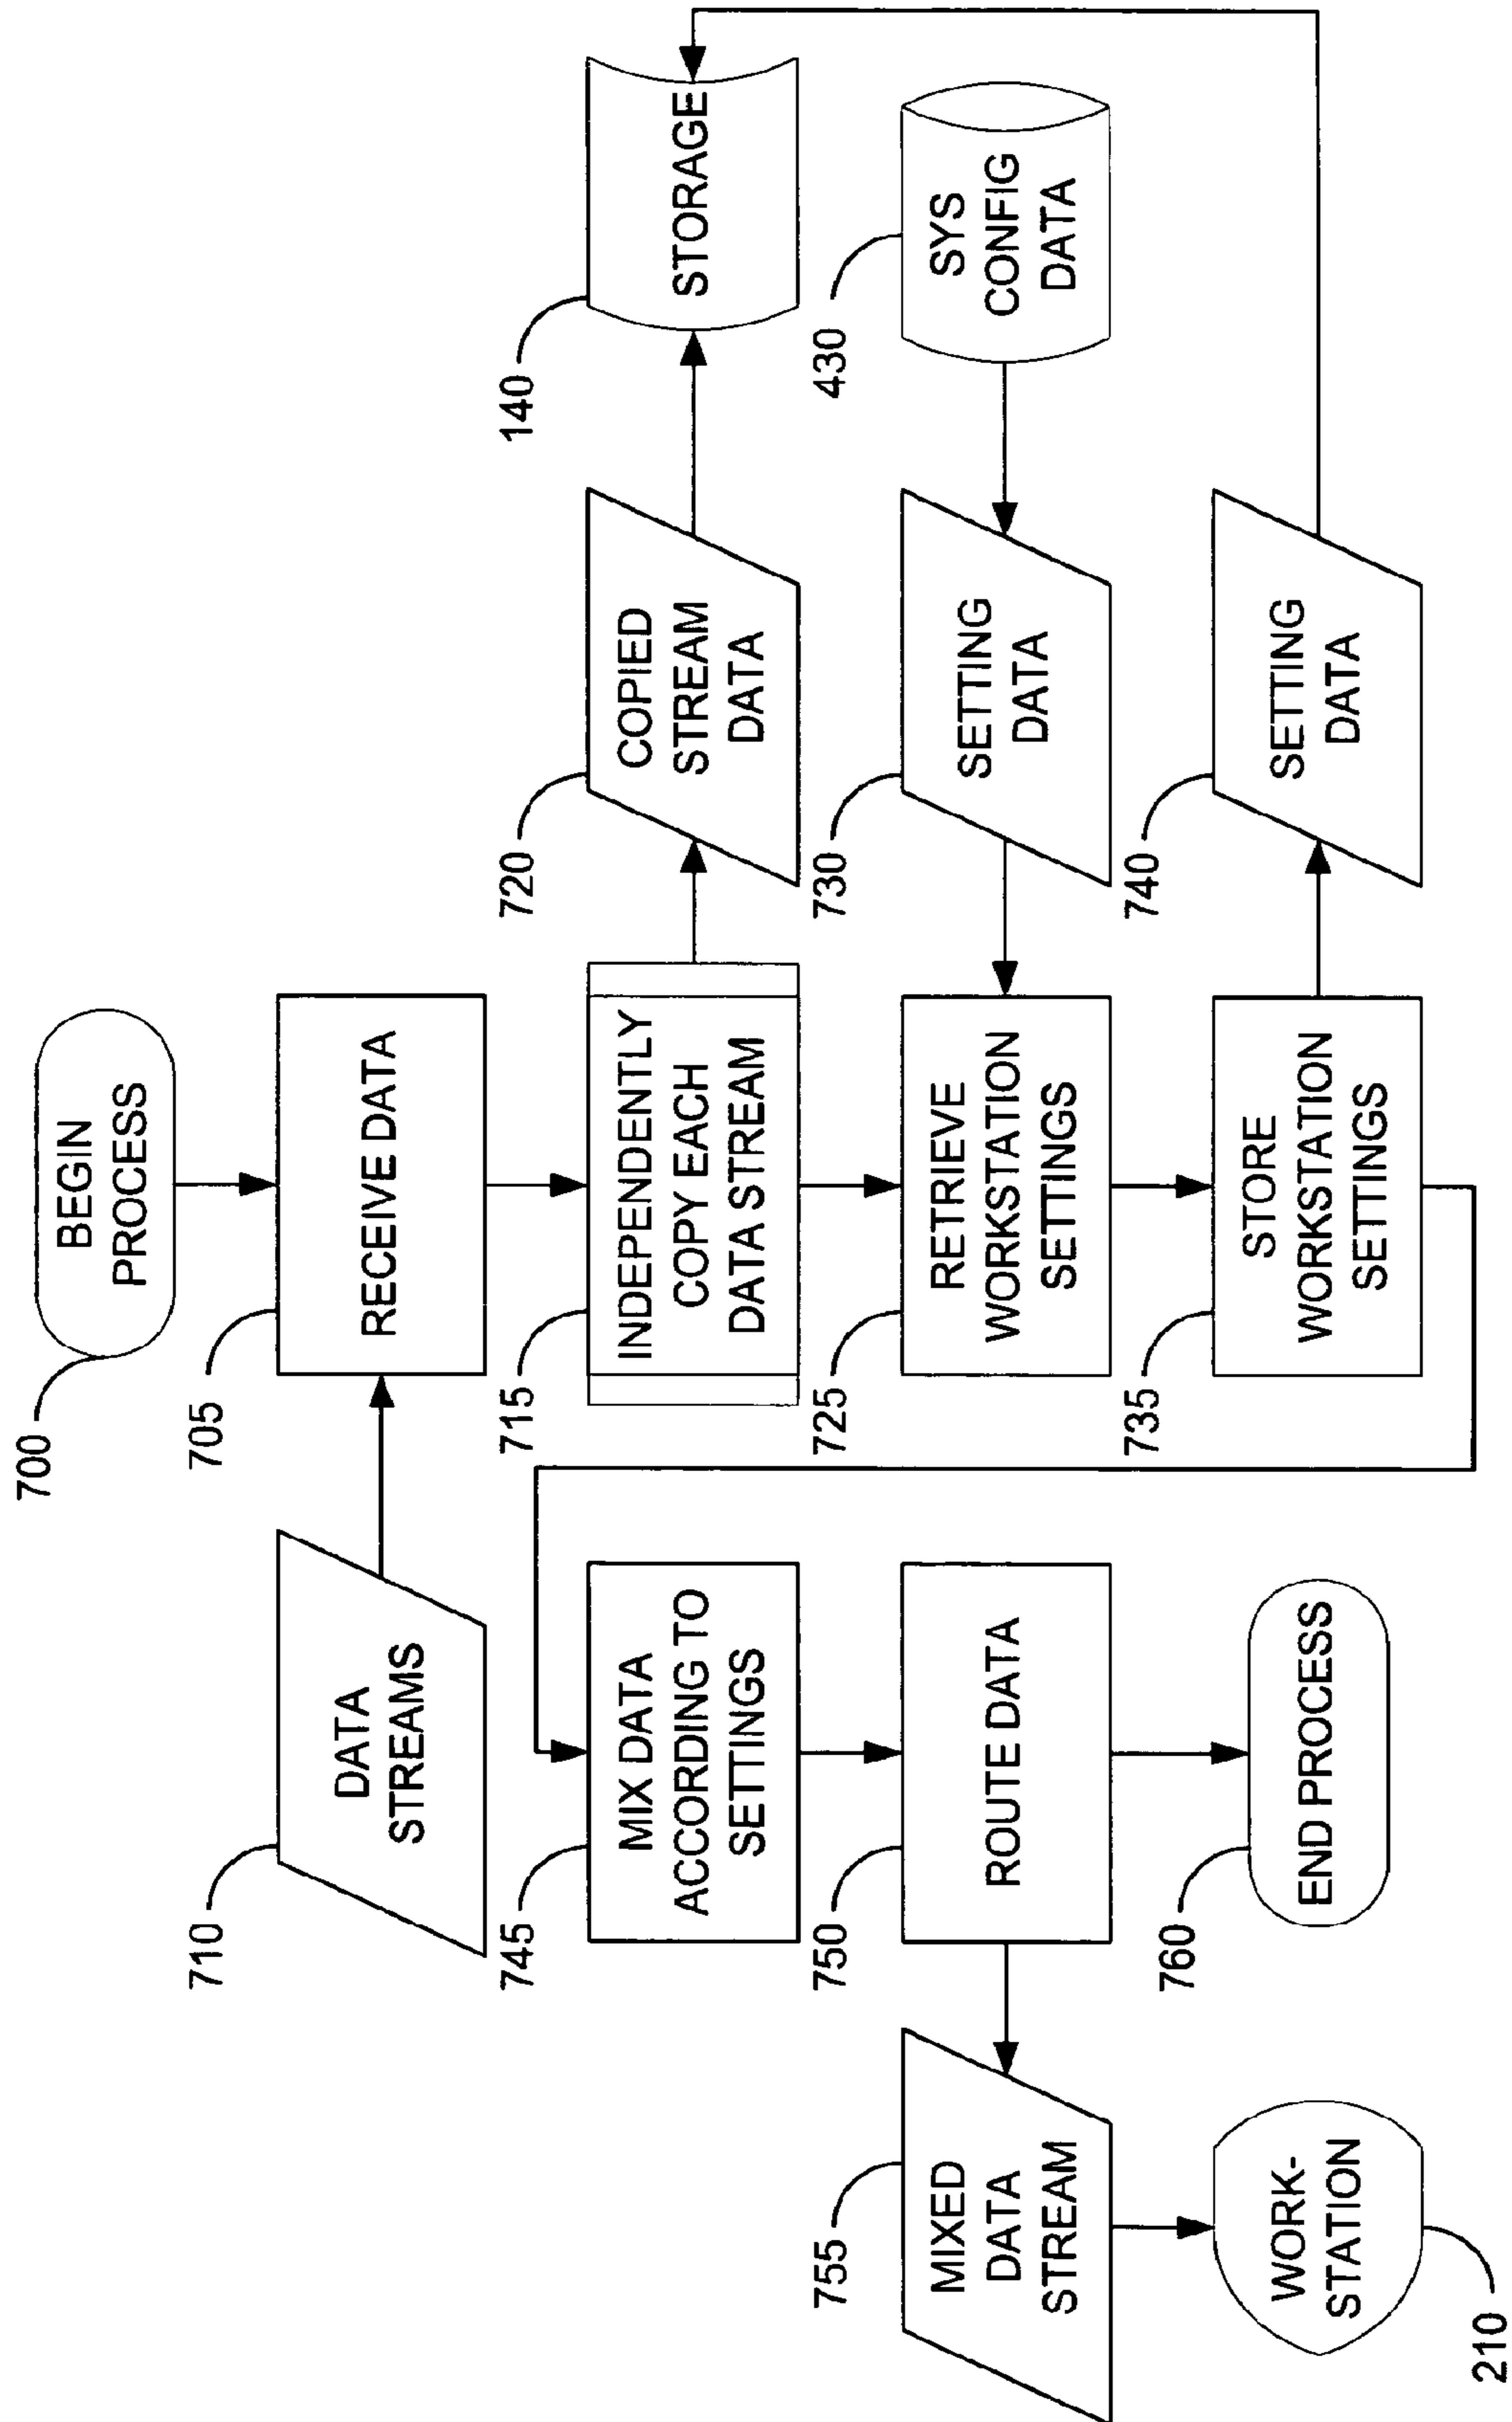 700
BEGIN
PROCESS
710
DATA
STREAMS
705
RECEIVE DATA
715
INDEPENDENTLY
COPY EACH
DATA STREAM
720
COPIED
STREAM
DATA
140
STORAGE
725
RETRIEVE
WORKSTATION
SETTINGS
730
SETTING
DATA
430
SYS
CONFIG
DATA
735
STORE
WORKSTATION
SETTINGS
740
SETTING
DATA
745
MIX DATA
ACCORDING TO
SETTINGS
750
ROUTE DATA
755
MIXED
DATA
STREAM
760
END PROCESS
WORK-
STATION
210